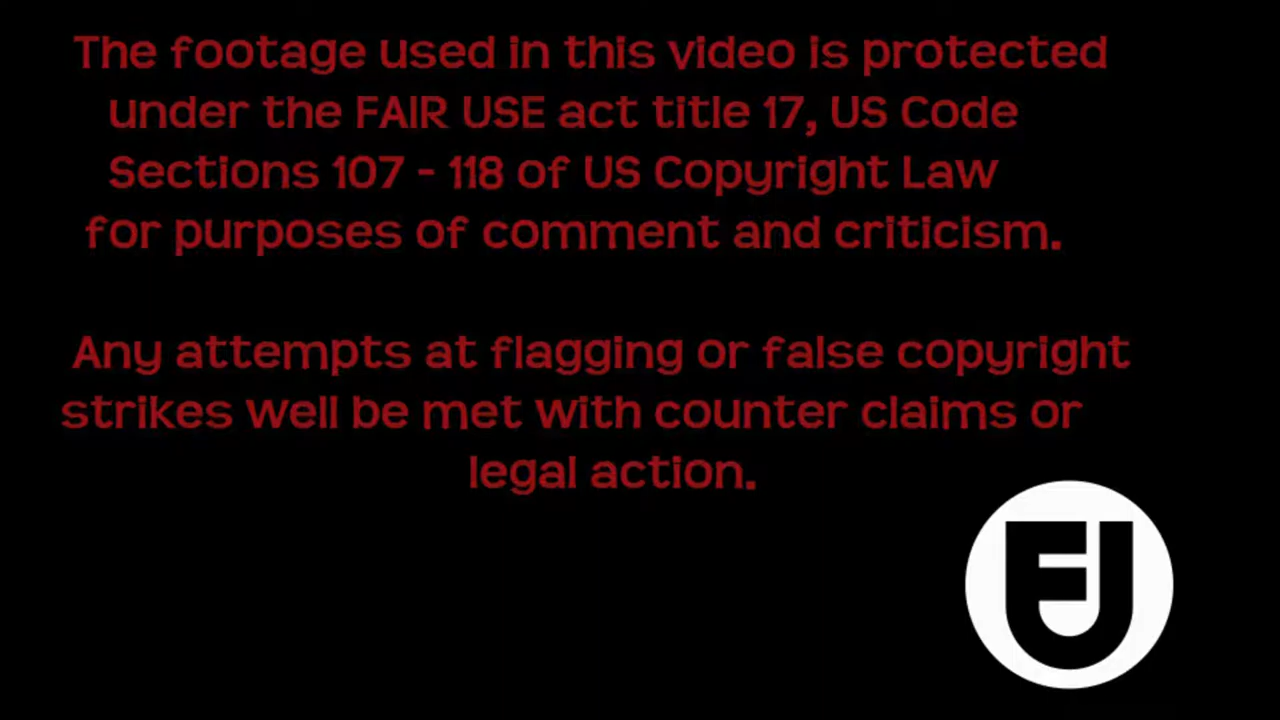 The footage used in this video is protected
under the FAIR USE act title 17, US Code
Sections 107 - 118 of US Copyright Law
for purposes of comment and criticism.
Any attempts at flagging or false copyright
strikes well be met with counter claims or
legal action.
FU